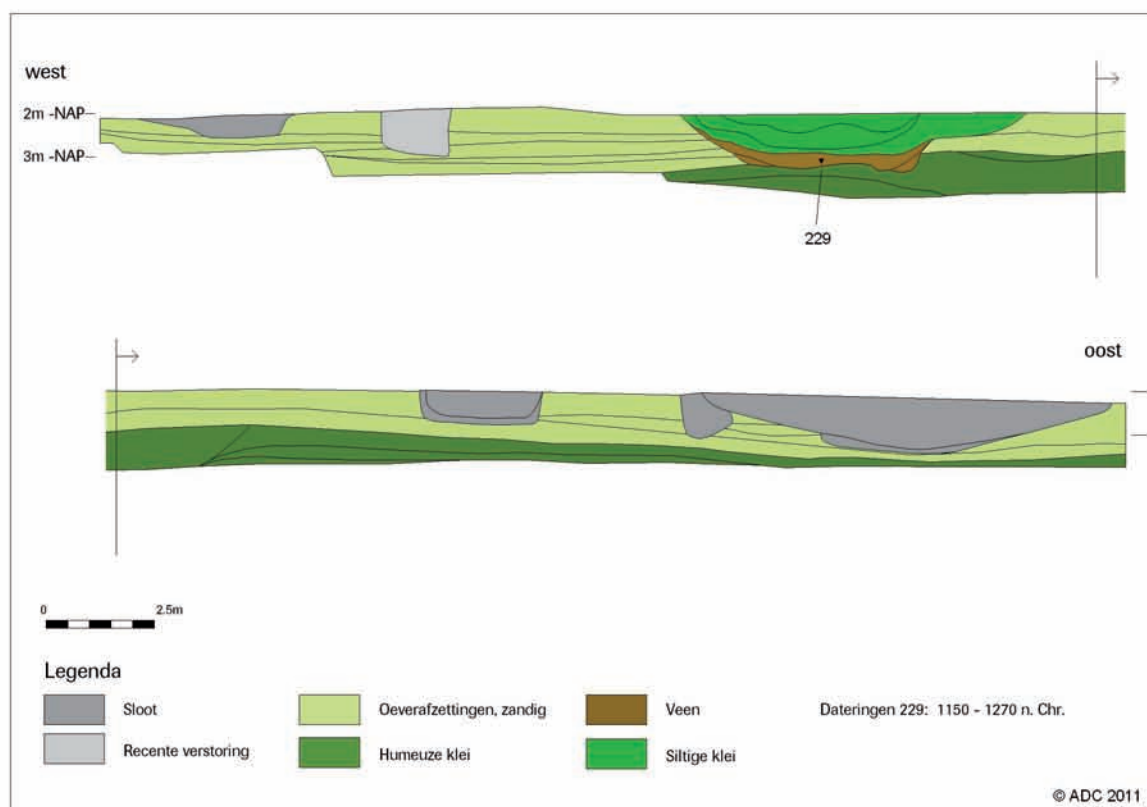 west
2m -NAP
3m -NAP
229
oost
0 2.5m
Legenda
Sloot
Oeverafzettingen, zandig
Veen
Dateringen 229: 1150 - 1270 n. Chr.
Recente verstoring
Humeuze klei
Siltige klei
© ADC 2011